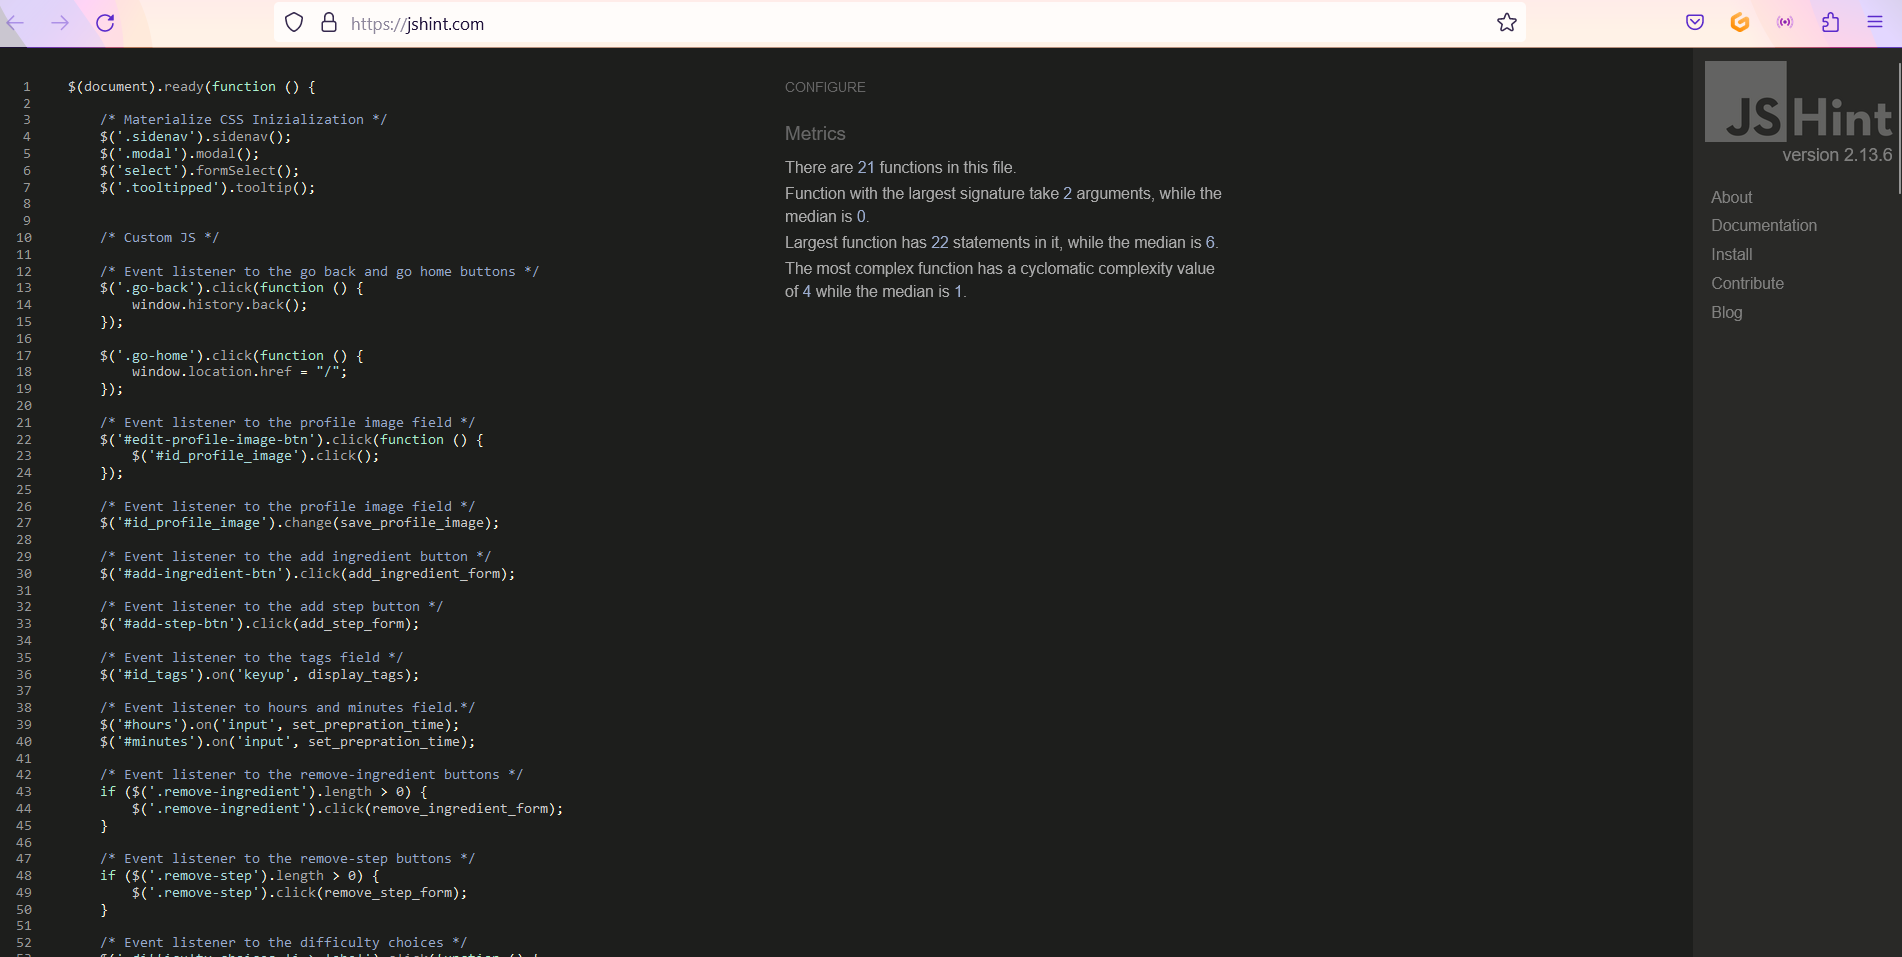 https://jshint.com
1 $(document).ready(function () {
2
3 /* Materialize CSS Inizialization */
4 $('.sidenav').sidenav();
5 $('.modal').modal();
6 $('select').formSelect();
7 $('.tooltipped').tooltip();
8
9
10 /* Custom JS */
11
12 /* Event listener to the go back and go home buttons */
13 $('.go-back').click(function () {
14 window.history.back();
15 });
16
17 $('.go-home').click(function () {
18 window.location.href = "/";
19 });
20
21 /* Event listener to the profile image field */
22 $('#edit-profile-image-btn').click(function () {
23 $('#id_profile_image').click();
24 });
25
26 /* Event listener to the profile image field */
27 $('#id_profile_image').change(save_profile_image);
28
29 /* Event listener to the add ingredient button */
30 $('#add-ingredient-btn').click(add_ingredient_form);
31
32 /* Event listener to the add step button */
33 $('#add-step-btn').click(add_step_form);
34
35 /* Event listener to the tags field */
36 $('#id_tags').on('keyup', display_tags);
37
38 /* Event listener to hours and minutes field.*/
39 $('#hours').on('input', set_prepration_time);
40 $('#minutes').on('input', set_prepration_time);
41
42 /* Event listener to the remove-ingredient buttons */
43 if ($('.remove-ingredient').length > 0) {
44 $('.remove-ingredient').click(remove_ingredient_form);
45 }
46
47 /* Event listener to the remove-step buttons */
48 if ($('.remove-step').length > 0) {
49 $('.remove-step').click(remove_step_form);
50 }
51
52 /* Event listener to the difficulty choices */
CONFIGURE
Metrics
There are 21 functions in this file.
Function with the largest signature take 2 arguments, while the
median is 0.
Largest function has 22 statements in it, while the median is 6.
The most complex function has a cyclomatic complexity value
of 4 while the median is 1.
JSHint
version 2.13.6
About
Documentation
Install
Contribute
Blog